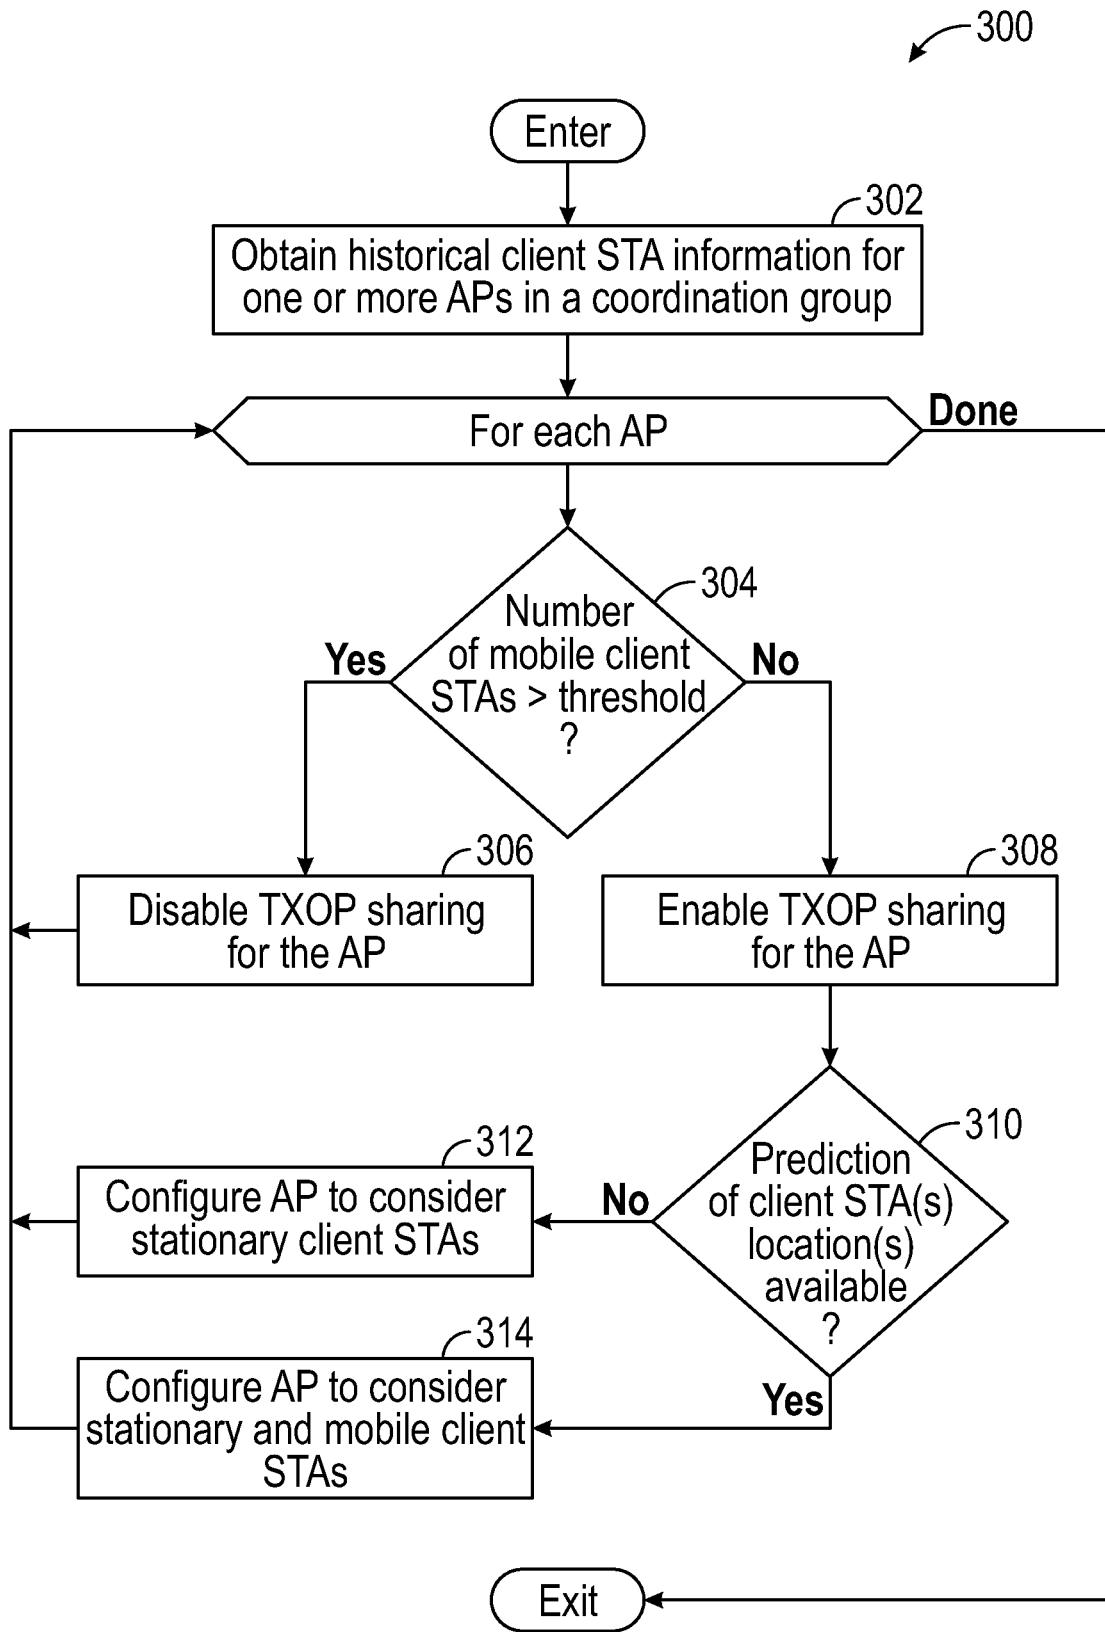 300
Enter
302
Obtain historical client STA information for
one or more APs in a coordination group
For each AP
Done
304
Number
of mobile client
STAs > threshold
?
Yes
No
306
Disable TXOP sharing
for the AP
308
Enable TXOP sharing
for the AP
310
Prediction
of client STA(s)
location(s)
available
?
No
Yes
312
Configure AP to consider
stationary client STAs
314
Configure AP to consider
stationary and mobile client
STAs
Exit